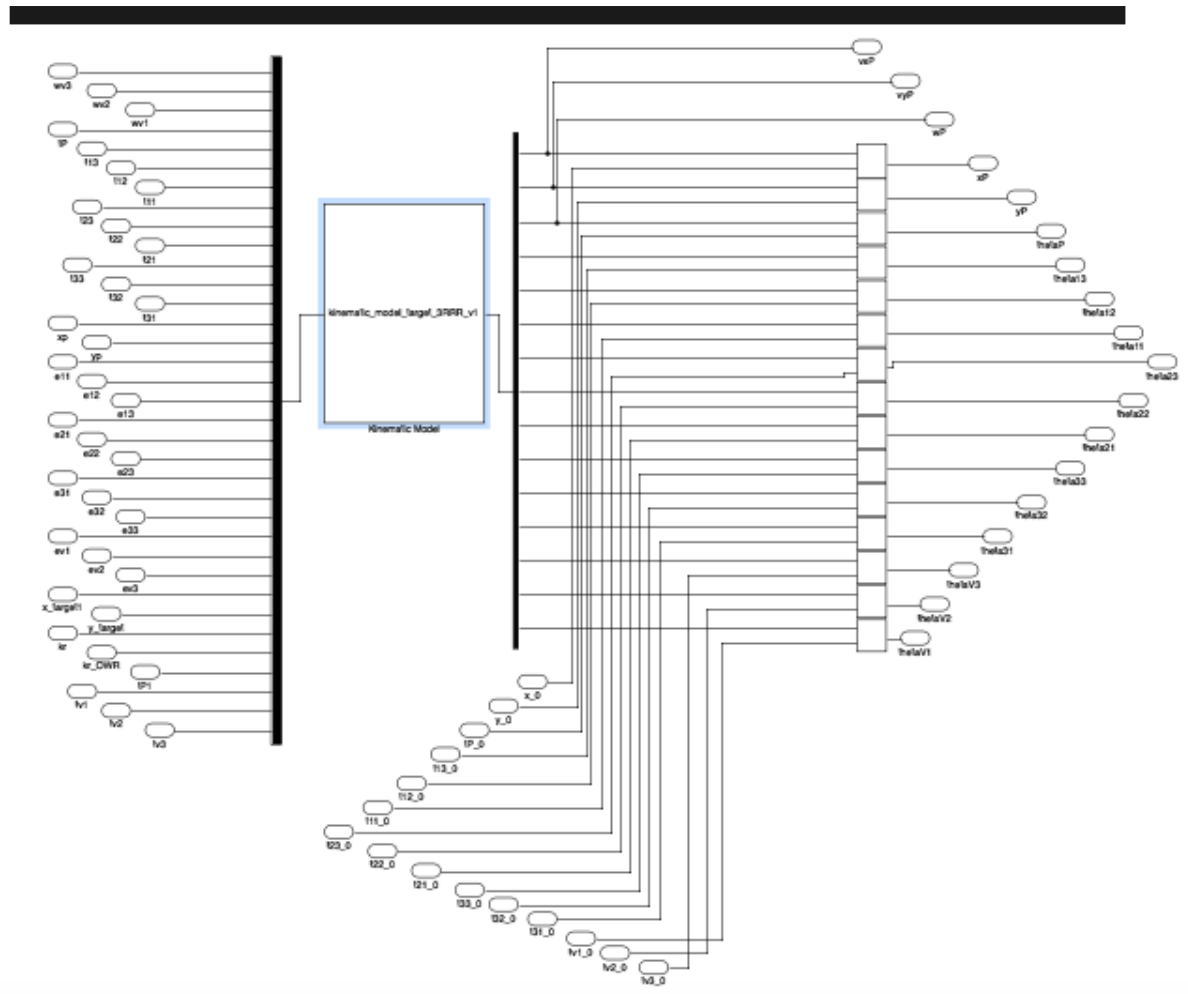 wv3
wv2
wv1
tP
t13
t12
t11
t23
t22
t21
t33
t32
t31
xp
yp
e11
e12
e13
e21
e22
e23
e31
e32
e33
ev1
ev2
ev3
x_target1
y_target
kr
kr_OWR
tP1
tv1
tv2
tv3
kinematic_model_target_3RRR_v1
Kinematic Model
x_0
y_0
tP_0
t13_0
t12_0
t11_0
t23_0
t22_0
t21_0
t33_0
t32_0
t31_0
tv1_0
tv2_0
tv3_0
vxP
vyP
wP
xP
yP
thetaP
theta13
theta12
theta11
theta23
theta22
theta21
theta33
theta32
theta31
thetaV3
thetaV2
thetaV1